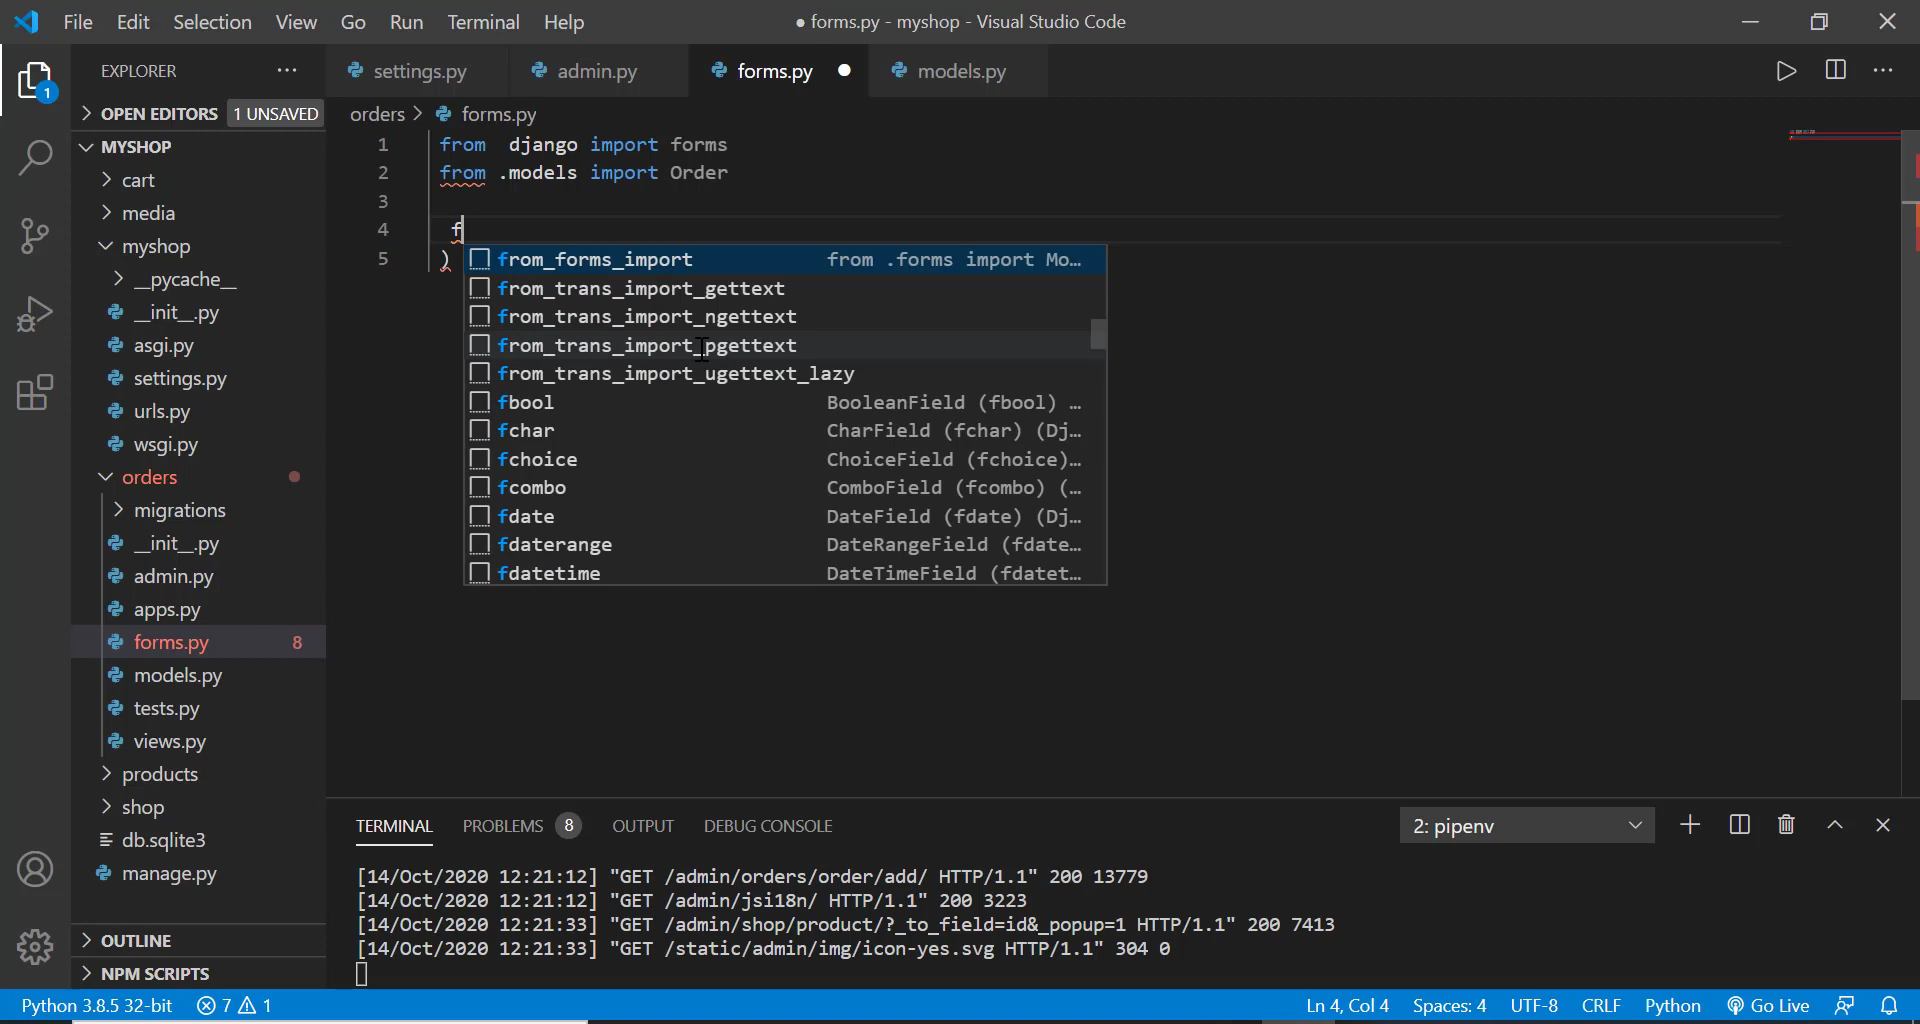 File Edit Selection View Go Run Terminal Help ● forms.py - myshop - Visual Studio Code
EXPLORER ···
settings.py admin.py forms.py ● models.py
1
> OPEN EDITORS 1 UNSAVED
orders > forms.py
MYSHOP
cart
media
myshop
__pycache__
__init__.py
asgi.py
settings.py
urls.py
wsgi.py
orders
migrations
__init__.py
admin.py
apps.py
forms.py 8
models.py
tests.py
views.py
products
shop
db.sqlite3
manage.py
OUTLINE
NPM SCRIPTS
1 from  django import forms
2 from .models import Order
3
4 f
5 )
from_forms_import from .forms import Mo…
from_trans_import_gettext
from_trans_import_ngettext
from_trans_import_pgettext
from_trans_import_ugettext_lazy
fbool BooleanField (fbool) …
fchar CharField (fchar) (Dj…
fchoice ChoiceField (fchoice)…
fcombo ComboField (fcombo) (…
fdate DateField (fdate) (Dj…
fdaterange DateRangeField (fdate…
fdatetime DateTimeField (fdatet…
TERMINAL PROBLEMS 8 OUTPUT DEBUG CONSOLE 2: pipenv
[14/Oct/2020 12:21:12] "GET /admin/orders/order/add/ HTTP/1.1" 200 13779
[14/Oct/2020 12:21:12] "GET /admin/jsi18n/ HTTP/1.1" 200 3223
[14/Oct/2020 12:21:33] "GET /admin/shop/product/?_to_field=id&_popup=1 HTTP/1.1" 200 7413
[14/Oct/2020 12:21:33] "GET /static/admin/img/icon-yes.svg HTTP/1.1" 304 0
Python 3.8.5 32-bit 7 1 Ln 4, Col 4 Spaces: 4 UTF-8 CRLF Python Go Live